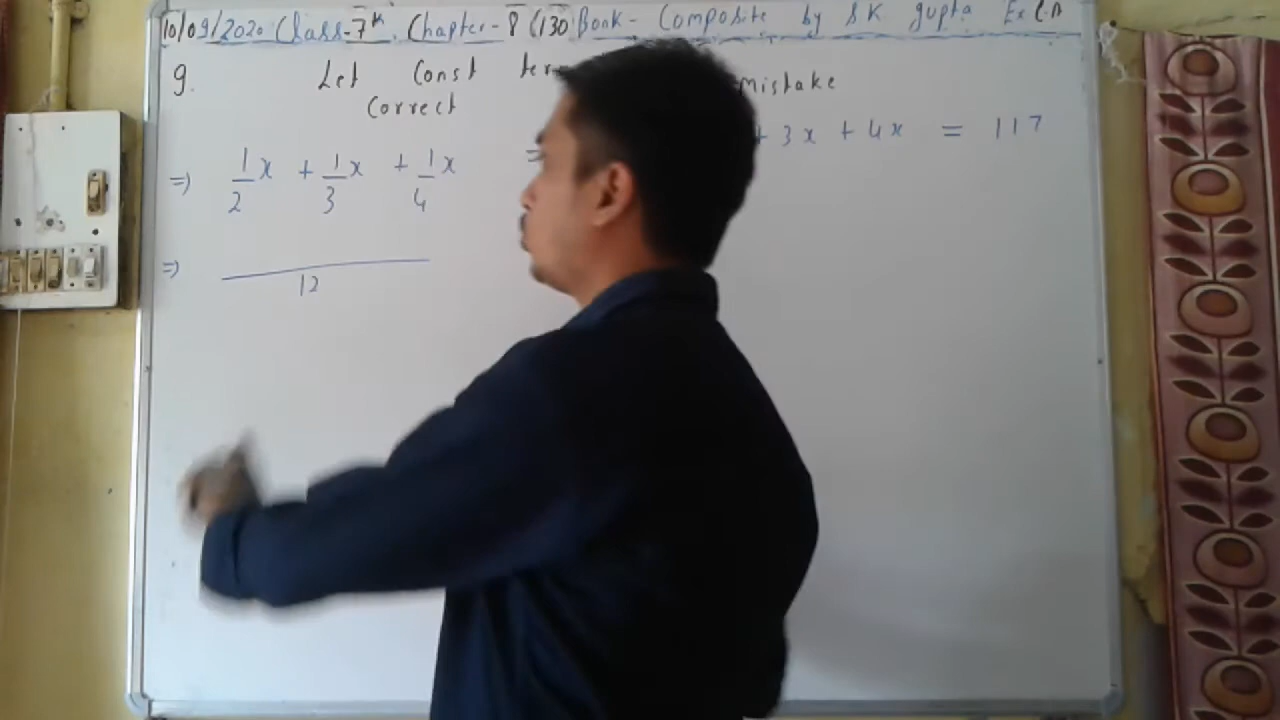 10/09/2020 Class-7th Chapter-8 (130 Book- Composite by SK gupta Ex
9. Let Const ter mistake
Correct
+ 3x + 4x = 117
=> 1/2 x + 1/3 x + 1/4 x =
=> 12